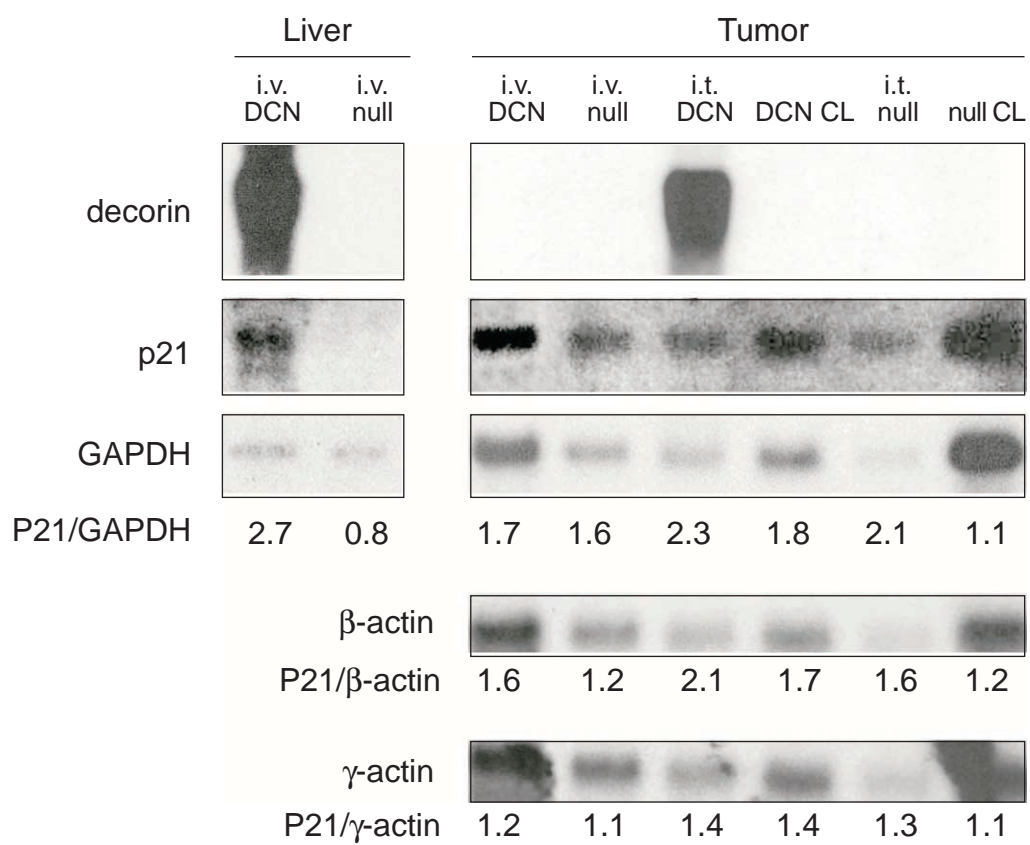 Liver Tumor
i.v. i.v. i.v. i.v. i.t. i.t.
DCN null DCN null DCN DCN CL null null CL
decorin
p21
GAPDH
P21/GAPDH 2.7 0.8 1.7 1.6 2.3 1.8 2.1 1.1
β-actin
P21/β-actin 1.6 1.2 2.1 1.7 1.6 1.2
γ-actin
P21/γ-actin 1.2 1.1 1.4 1.4 1.3 1.1